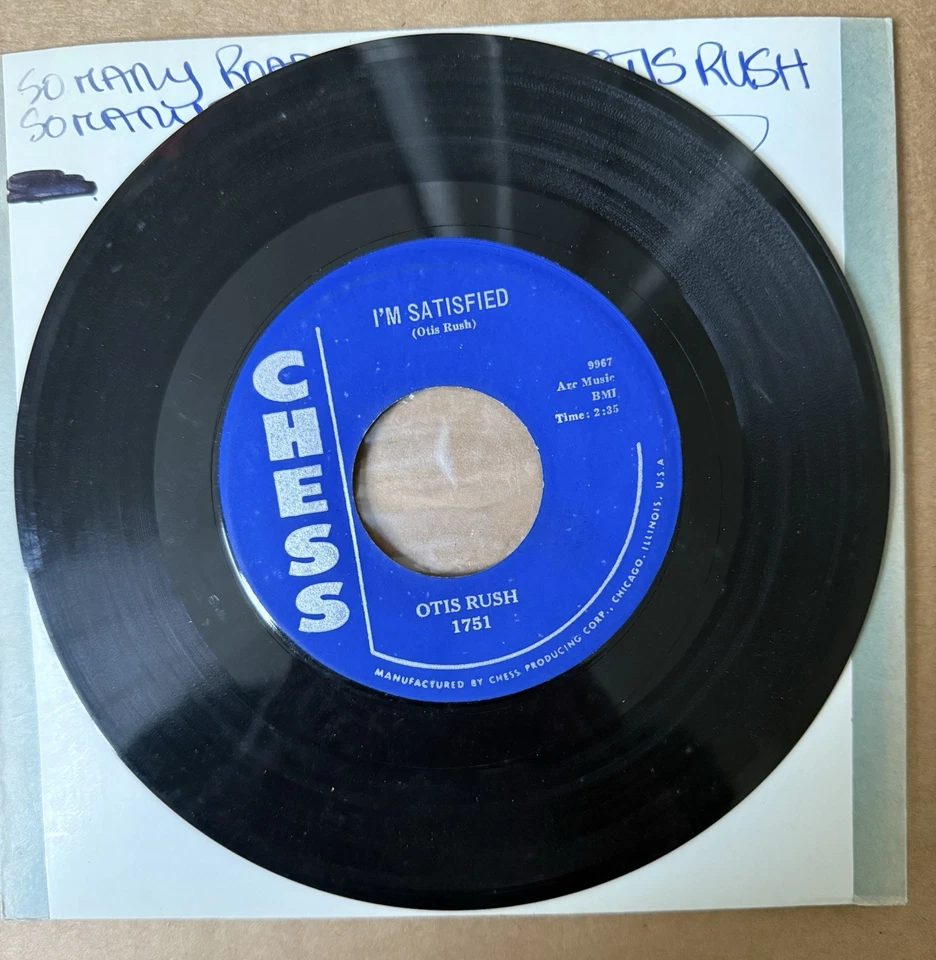 SO MANY ROAD OTIS RUSH
SO MANY
I'M SATISFIED
(Otis Rush)
9967
Arc Music
BMI
Time: 2:35
CHESS
OTIS RUSH
1751
MANUFACTURED BY CHESS PRODUCING CORP., CHICAGO, ILLINOIS, U.S.A